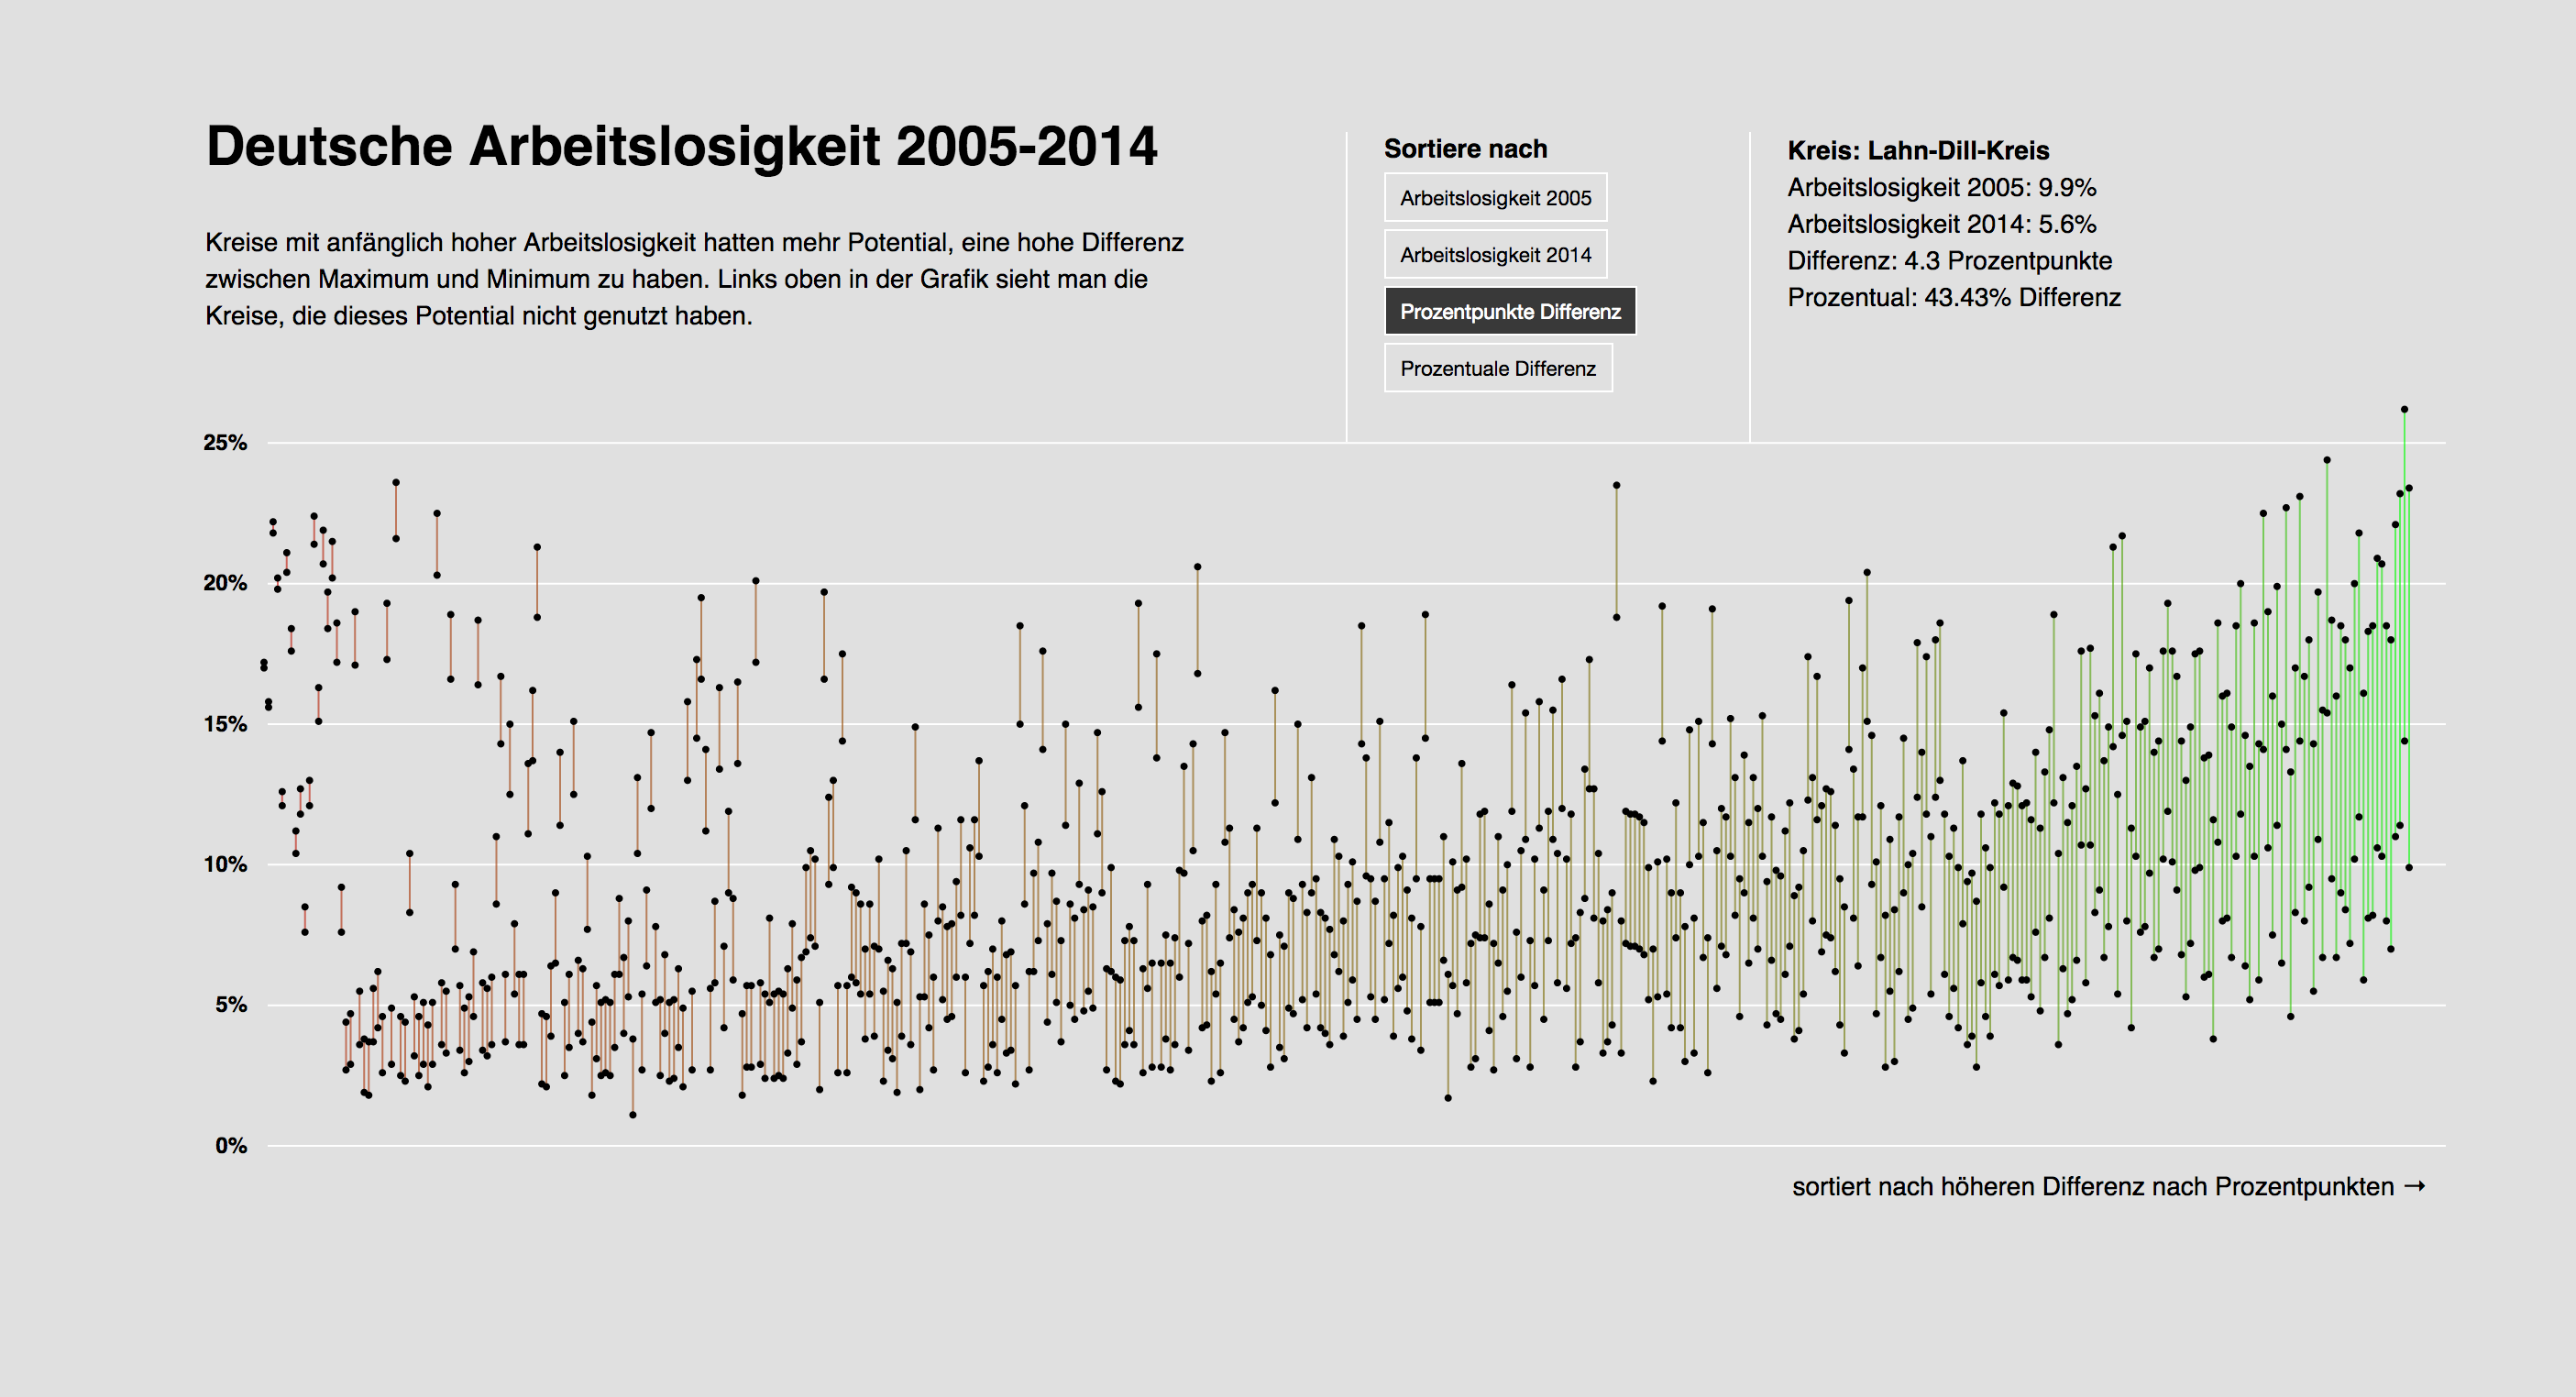 Deutsche Arbeitslosigkeit 2005-2014
Kreise mit anfänglich hoher Arbeitslosigkeit hatten mehr Potential, eine hohe Differenz
zwischen Maximum und Minimum zu haben. Links oben in der Grafik sieht man die
Kreise, die dieses Potential nicht genutzt haben.
Sortiere nach
Arbeitslosigkeit 2005
Arbeitslosigkeit 2014
Prozentpunkte Differenz
Prozentuale Differenz
Kreis: Lahn-Dill-Kreis
Arbeitslosigkeit 2005: 9.9%
Arbeitslosigkeit 2014: 5.6%
Differenz: 4.3 Prozentpunkte
Prozentual: 43.43% Differenz
25%
20%
15%
10%
5%
0%
sortiert nach höheren Differenz nach Prozentpunkten →